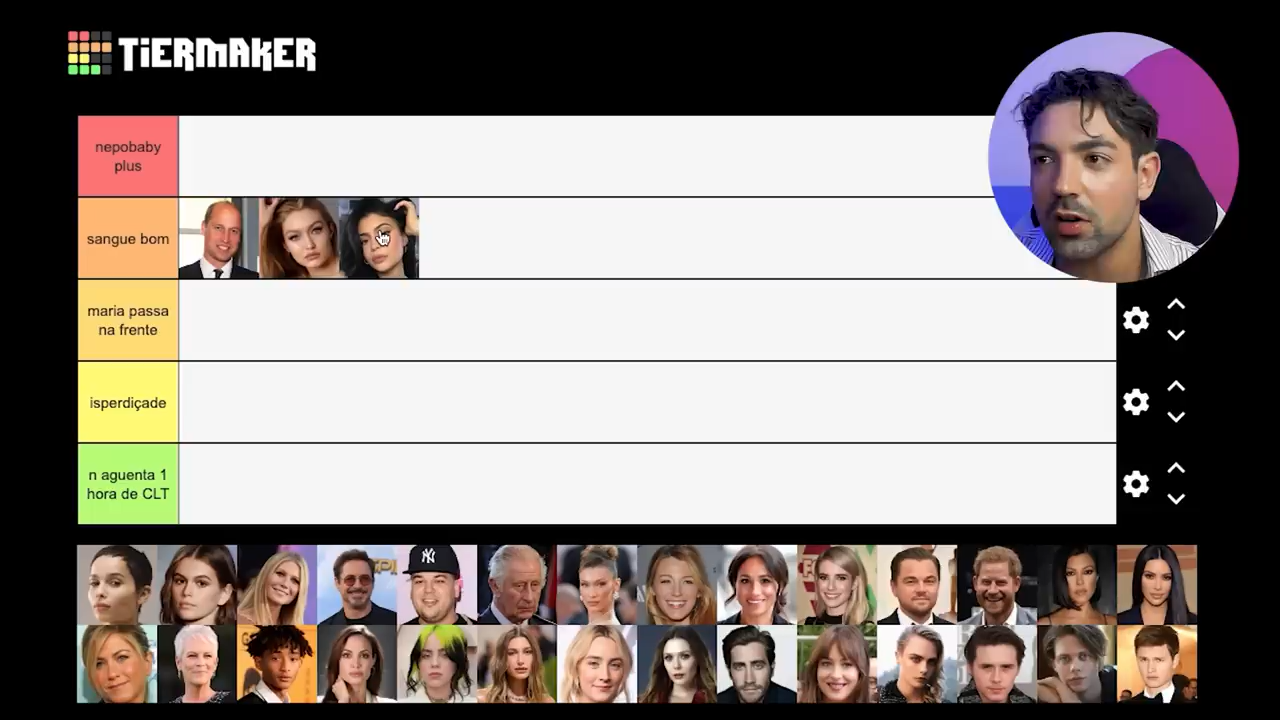 TiERMAKER
nepobaby
plus
sangue bom
maria passa
na frente
isperdiçade
n aguenta 1
hora de CLT